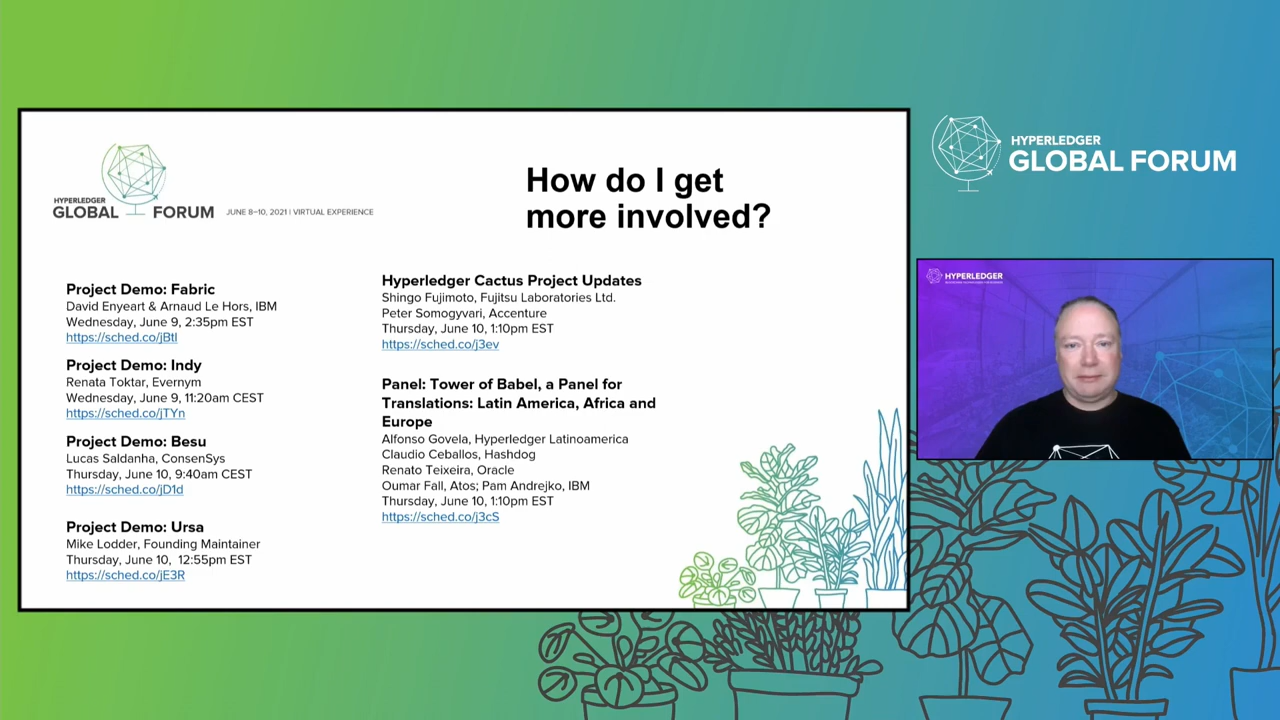 HYPERLEDGER
GLOBAL FORUM
JUNE 8–10, 2021 | VIRTUAL EXPERIENCE
How do I get
more involved?
Project Demo: Fabric
David Enyeart & Arnaud Le Hors, IBM
Wednesday, June 9, 2:35pm EST
https://sched.co/jBtI
Project Demo: Indy
Renata Toktar, Evernym
Wednesday, June 9, 11:20am CEST
https://sched.co/jTYn
Project Demo: Besu
Lucas Saldanha, ConsenSys
Thursday, June 10, 9:40am CEST
https://sched.co/jD1d
Project Demo: Ursa
Mike Lodder, Founding Maintainer
Thursday, June 10,  12:55pm EST
https://sched.co/jE3R
Hyperledger Cactus Project Updates
Shingo Fujimoto, Fujitsu Laboratories Ltd.
Peter Somogyvari, Accenture
Thursday, June 10, 1:10pm EST
https://sched.co/j3ev
Panel: Tower of Babel, a Panel for
Translations: Latin America, Africa and
Europe
Alfonso Govela, Hyperledger Latinoamerica
Claudio Ceballos, Hashdog
Renato Teixeira, Oracle
Oumar Fall, Atos; Pam Andrejko, IBM
Thursday, June 10, 1:10pm EST
https://sched.co/j3cS
HYPERLEDGER
GLOBAL FORUM
HYPERLEDGER